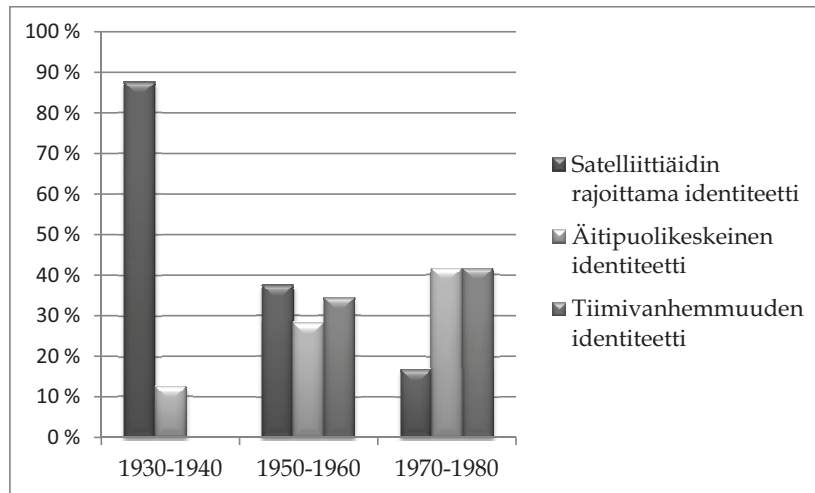 100 %
90 %
80 %
70 %
60 %
50 %
40 %
30 %
20 %
10 %
0 %
1930-1940 1950-1960 1970-1980
Satelliittiäidin
rajoittama identiteetti
Äitipuolikeskeinen
identiteetti
Tiimivanhemmuuden
identiteetti